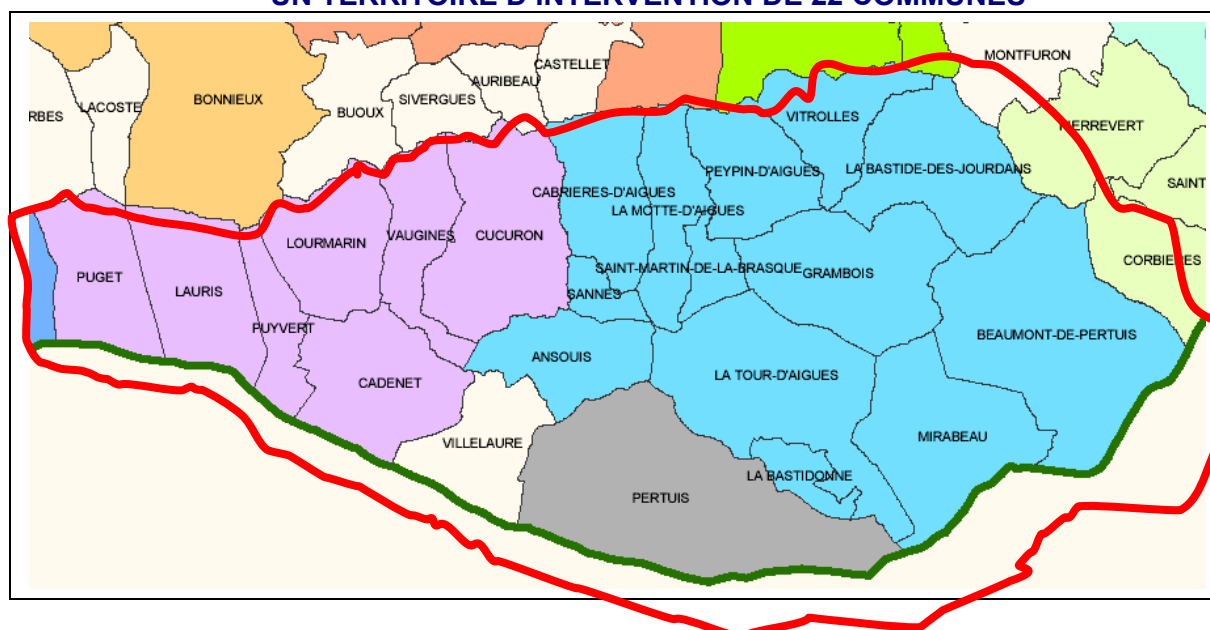 UN TERRITOIRE D'INTERVENTION DE 22 COMMUNES
MONTFURON
CASTELLET
AURIBEAU
SIVERGUES
BONNIEUX
LACOSTE
BUOUX
RBES
VITROLLES
PIERREVERT
PEYPIN-D'AIGUES
LA BASTIDE-DES-JOURDANS
SAINT
CABRIERES-D'AIGUES
LA MOTTE-D'AIGUES
VAUGINES
CUCURON
LOURMARIN
CORBIERES
PUGET
SAINT-MARTIN-DE-LA-BRASQUE
GRAMBOIS
LAURIS
SANNES
PUYVERT
BEAUMONT-DE-PERTUIS
ANSOUIS
LA TOUR-D'AIGUES
CADENET
VILLELAURE
MIRABEAU
LA BASTIDONNE
PERTUIS